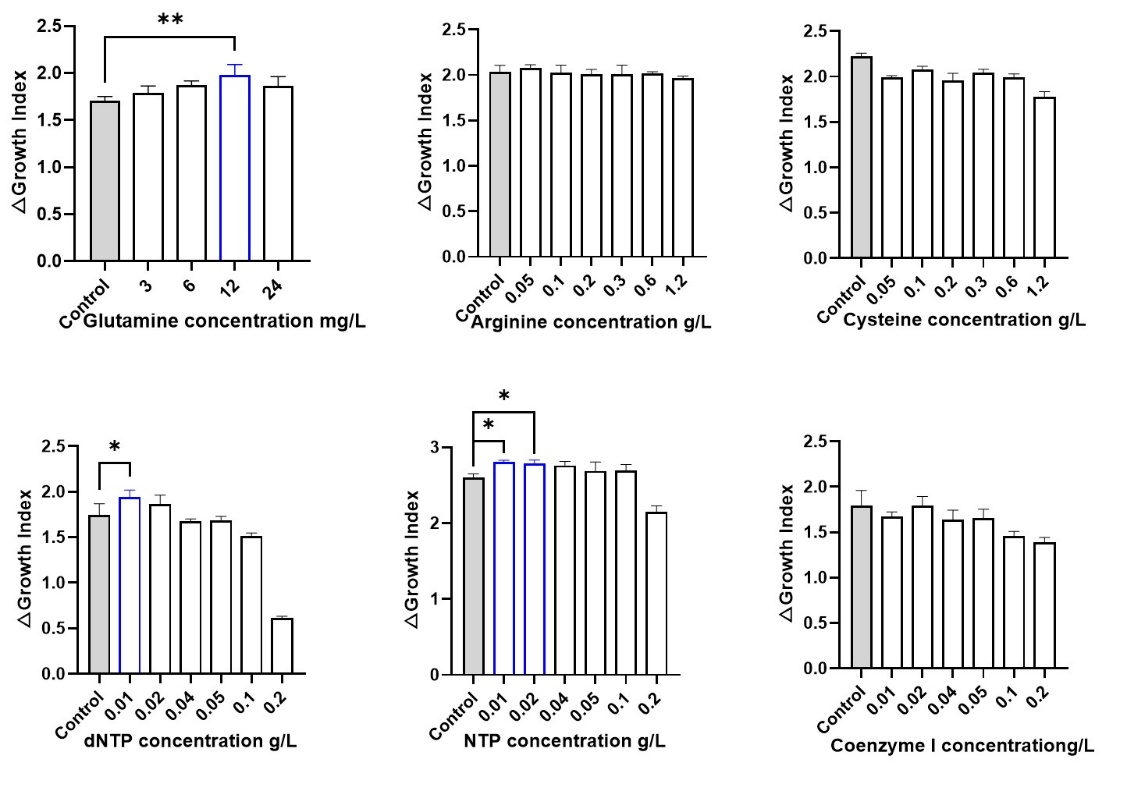 **
2.5
2.0
1.5
1.0
0.5
0.0
△Growth Index
Control 3 6 12 24
Glutamine concentration mg/L
2.5
2.0
1.5
1.0
0.5
0.0
△Growth Index
Control 0.05 0.1 0.2 0.3 0.6 1.2
Arginine concentration g/L
2.5
2.0
1.5
1.0
0.5
0.0
△Growth Index
Control 0.05 0.1 0.2 0.3 0.6 1.2
Cysteine concentration g/L
*
2.5
2.0
1.5
1.0
0.5
0.0
△Growth Index
Control 0.01 0.02 0.04 0.05 0.1 0.2
dNTP concentration g/L
*
*
3
2
1
0
△Growth Index
Control 0.01 0.02 0.04 0.05 0.1 0.2
NTP concentration g/L
2.5
2.0
1.5
1.0
0.5
0.0
△Growth Index
Control 0.01 0.02 0.04 0.05 0.1 0.2
Coenzyme I concentrationg/L